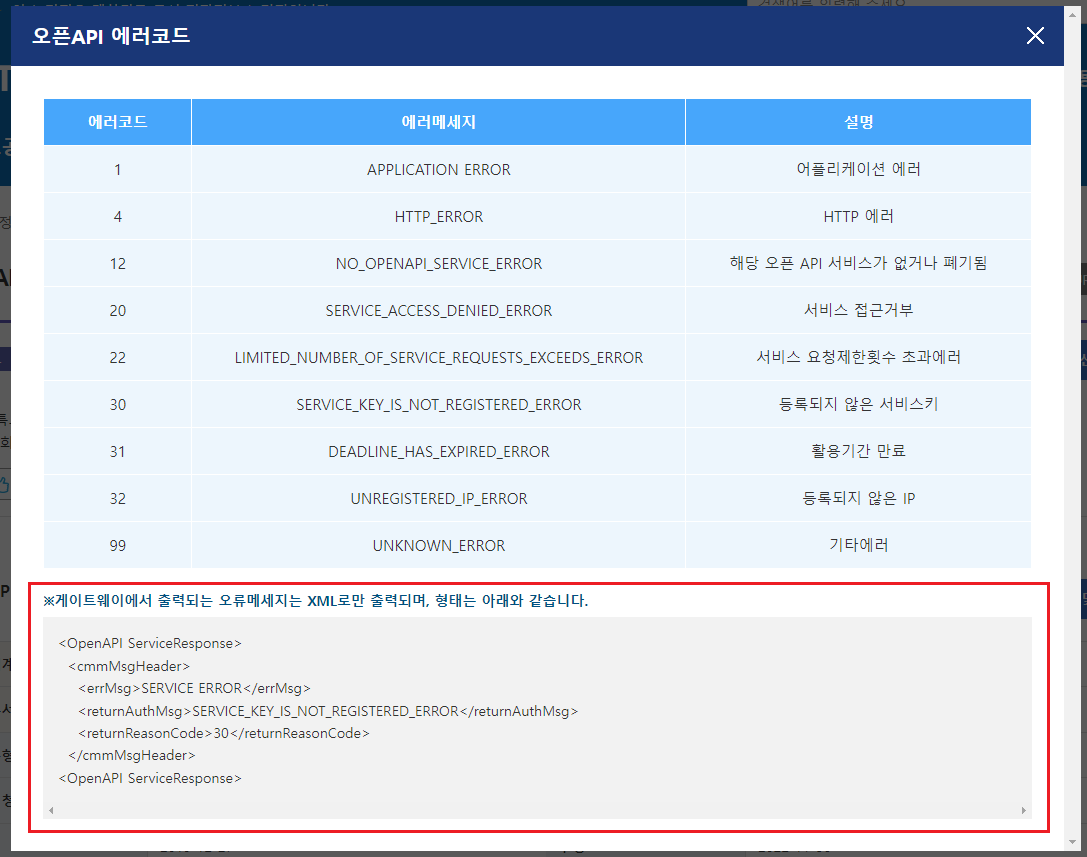 오픈API 에러코드
에러코드 에러메세지 설명
1 APPLICATION ERROR 어플리케이션 에러
4 HTTP_ERROR HTTP 에러
12 NO_OPENAPI_SERVICE_ERROR 해당 오픈 API 서비스가 없거나 폐기됨
20 SERVICE_ACCESS_DENIED_ERROR 서비스 접근거부
22 LIMITED_NUMBER_OF_SERVICE_REQUESTS_EXCEEDS_ERROR 서비스 요청제한횟수 초과에러
30 SERVICE_KEY_IS_NOT_REGISTERED_ERROR 등록되지 않은 서비스키
31 DEADLINE_HAS_EXPIRED_ERROR 활용기간 만료
32 UNREGISTERED_IP_ERROR 등록되지 않은 IP
99 UNKNOWN_ERROR 기타에러
※게이트웨이에서 출력되는 오류메세지는 XML로만 출력되며, 형태는 아래와 같습니다.
<OpenAPI ServiceResponse>
<cmmMsgHeader>
<errMsg>SERVICE ERROR</errMsg>
<returnAuthMsg>SERVICE_KEY_IS_NOT_REGISTERED_ERROR</returnAuthMsg>
<returnReasonCode>30</returnReasonCode>
</cmmMsgHeader>
<OpenAPI ServiceResponse>